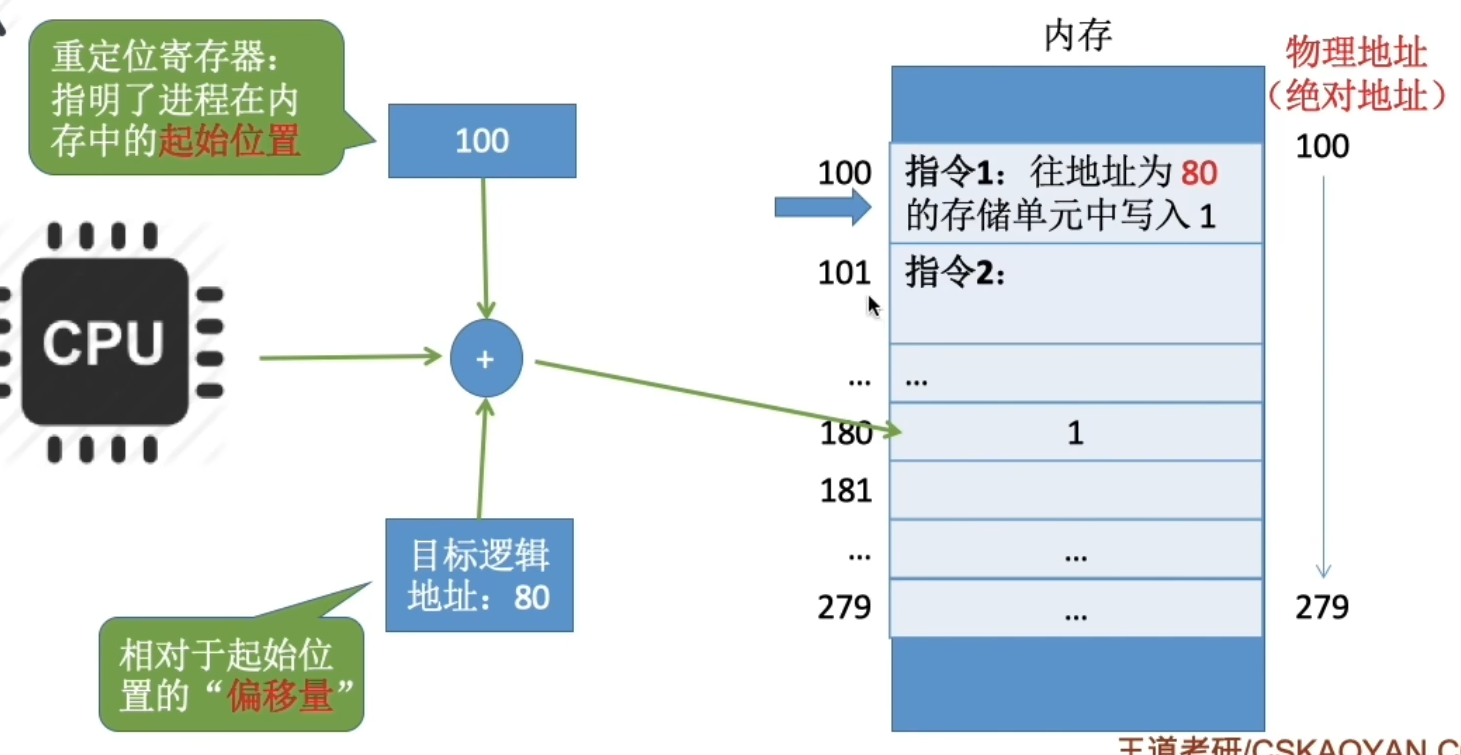 重定位寄存器：
指明了进程在内
存中的起始位置
100
CPU
+
目标逻辑
地址：80
相对于起始位
置的“偏移量”
内存
物理地址
（绝对地址）
100
279
100
指令1：往地址为 80
的存储单元中写入 1
101
指令2：
...
...
180
1
181
...
...
279
...
王道考研/CSKAOYAN.C